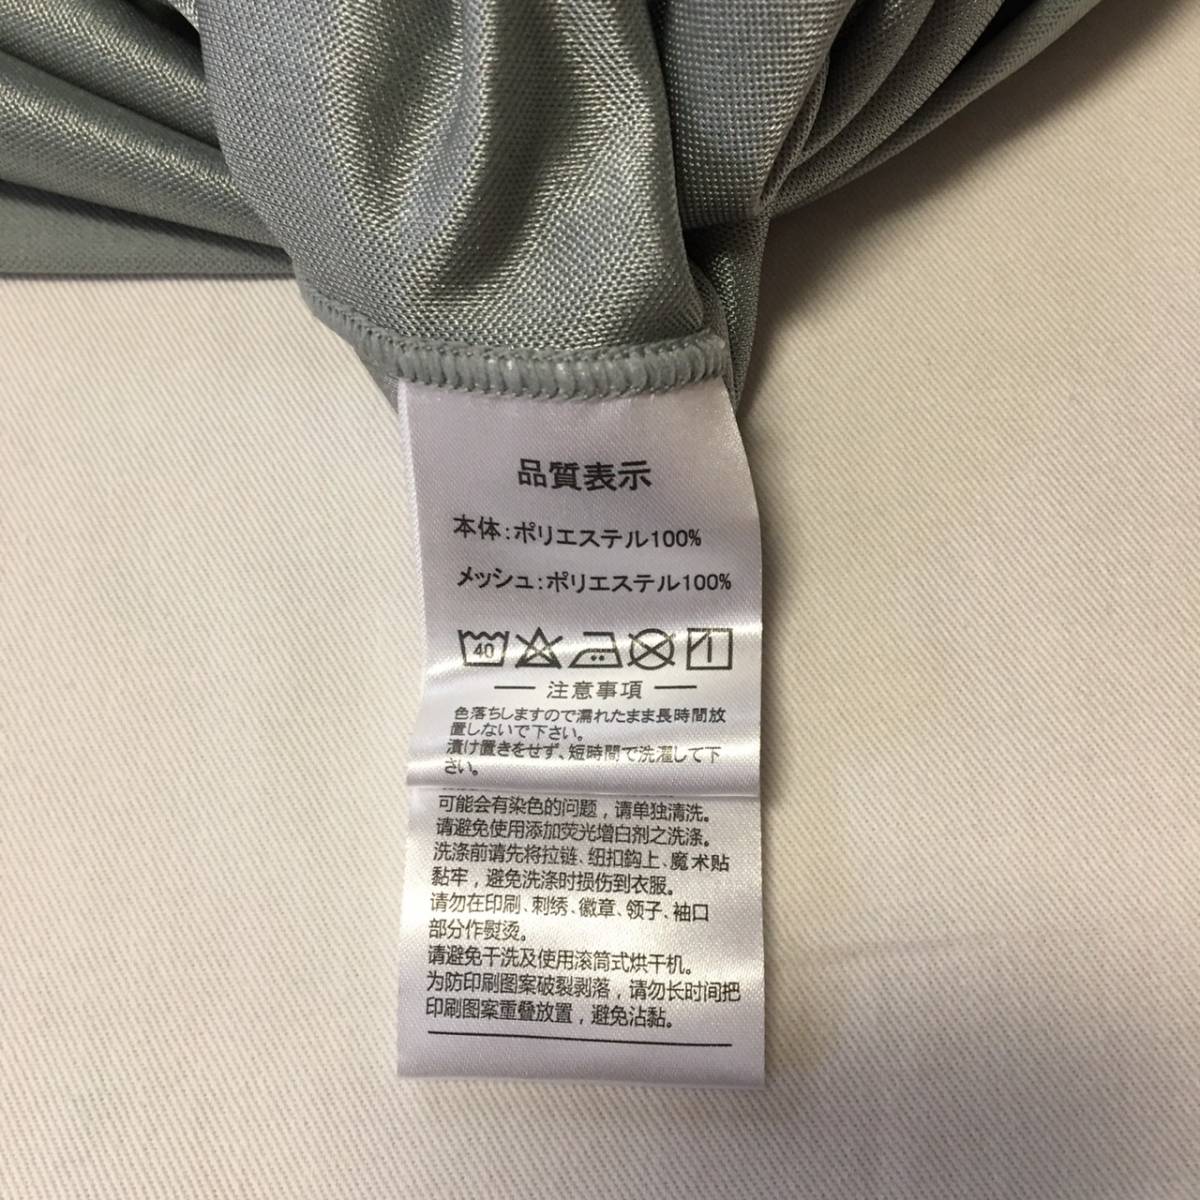 品質表示
本体:ポリエステル100%
メッシュ:ポリエステル100%
40
注意事項
色落ちしますので濡れたまま長時間放
置しないで下さい。
漬け置きをせず、短時間で洗濯して下
さい。
可能会有染色的问题，请单独清洗。
请避免使用添加荧光增白剂之洗涤。
洗涤前请先将拉链、纽扣鈎上、魔术贴
黏牢，避免洗涤时损伤到衣服。
请勿在印刷、刺绣、徽章、领子、袖口
部分作熨烫。
请避免干洗及使用滚筒式烘干机。
为防印刷图案破裂剥落，请勿长时间把
印刷图案重叠放置，避免沾黏。